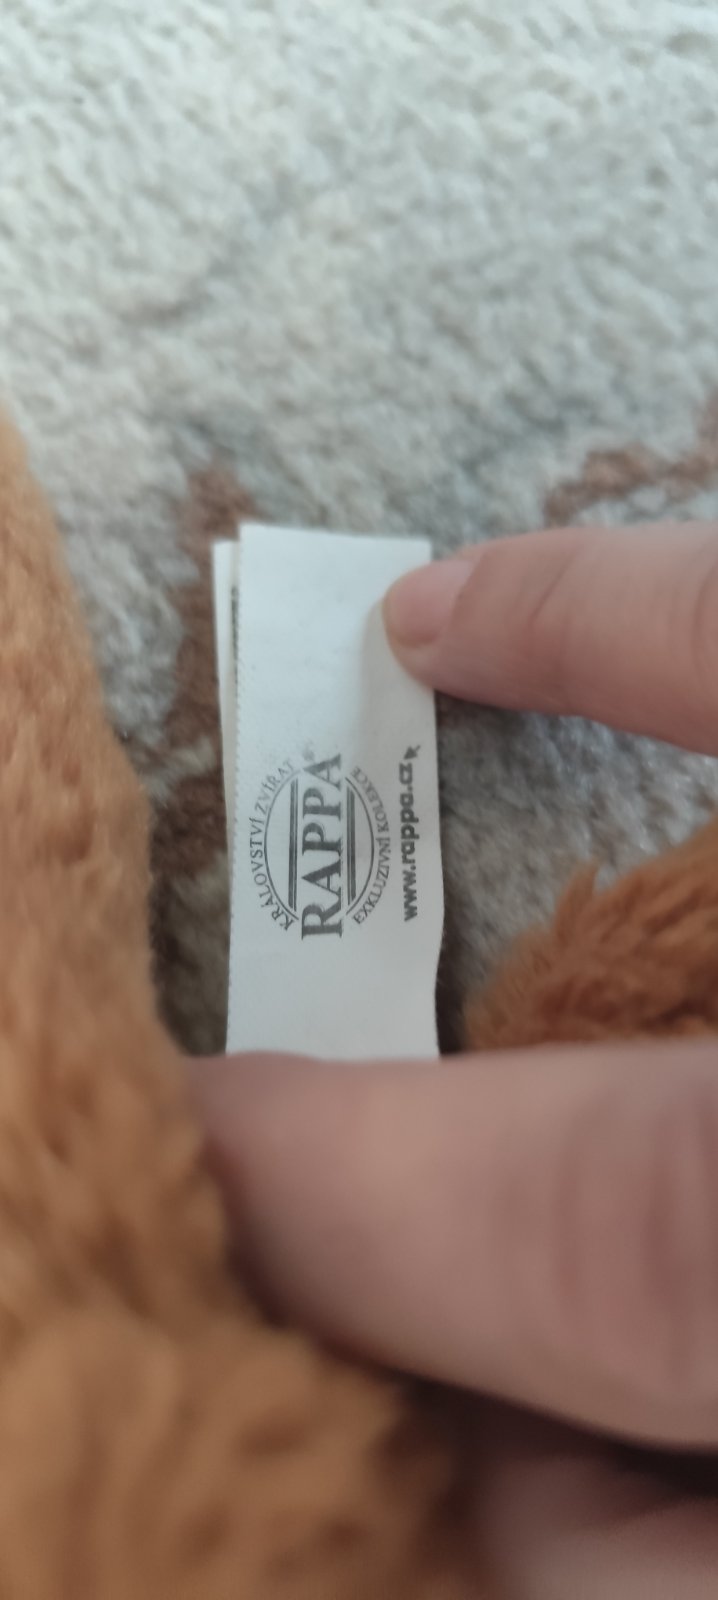 KRÁLOVSTVÍ ZVÍŘAT
RAPPA®
EXKLUZIVNÍ KOLEKCE
www.rappa.cz